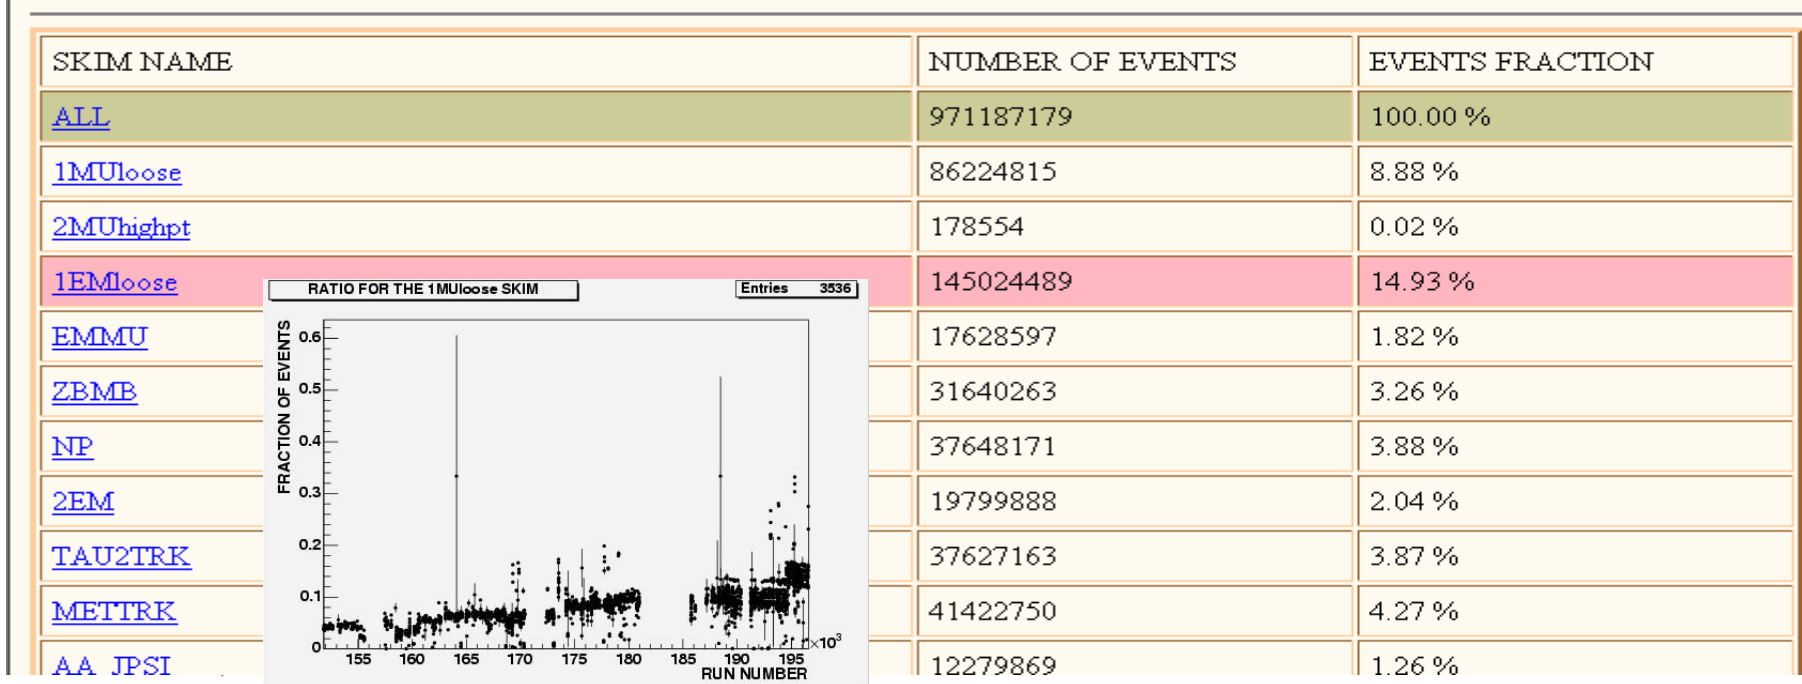 SKIM NAME NUMBER OF EVENTS EVENTS FRACTION
ALL 971187179 100.00 %
1MUloose 86224815 8.88 %
2MUhighpt 178554 0.02 %
1EMloose 145024489 14.93 %
EMMU 17628597 1.82 %
ZBMB 31640263 3.26 %
NP 37648171 3.88 %
2EM 19799888 2.04 %
TAU2TRK 37627163 3.87 %
METTRK 41422750 4.27 %
AA_JPSI 12279869 1.26 %
RATIO FOR THE 1MUloose SKIM
Entries 3536
FRACTION OF EVENTS
0.6
0.5
0.4
0.3
0.2
0.1
0
155 160 165 170 175 180 185 190 195 ×10³
RUN NUMBER